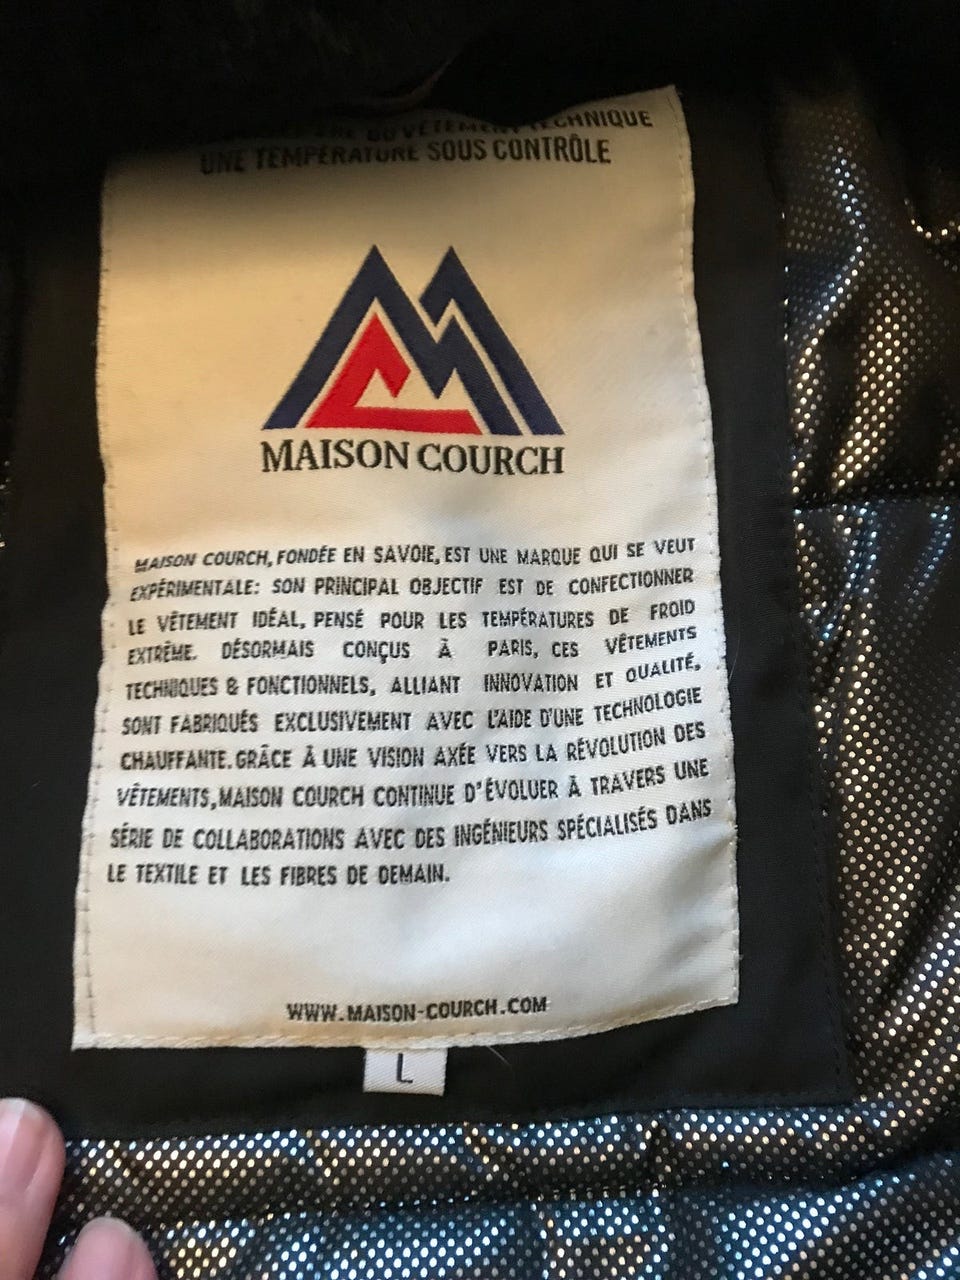 DU VÊTEMENT TECHNIQUE
UNE TEMPÉRATURE SOUS CONTRÔLE
MAISON COURCH
MAISON COURCH, FONDÉE EN SAVOIE, EST UNE MARQUE QUI SE VEUT
EXPÉRIMENTALE: SON PRINCIPAL OBJECTIF EST DE CONFECTIONNER
LE VÊTEMENT IDÉAL, PENSÉ POUR LES TEMPÉRATURES DE FROID
EXTRÊME. DÉSORMAIS CONÇUS À PARIS, CES VÊTEMENTS
TECHNIQUES & FONCTIONNELS, ALLIANT INNOVATION ET QUALITÉ,
SONT FABRIQUÉS EXCLUSIVEMENT AVEC L'AIDE D'UNE TECHNOLOGIE
CHAUFFANTE. GRÂCE À UNE VISION AXÉE VERS LA RÉVOLUTION DES
VÊTEMENTS, MAISON COURCH CONTINUE D'ÉVOLUER À TRAVERS UNE
SÉRIE DE COLLABORATIONS AVEC DES INGÉNIEURS SPÉCIALISÉS DANS
LE TEXTILE ET LES FIBRES DE DEMAIN.
WWW.MAISON-COURCH.COM
L